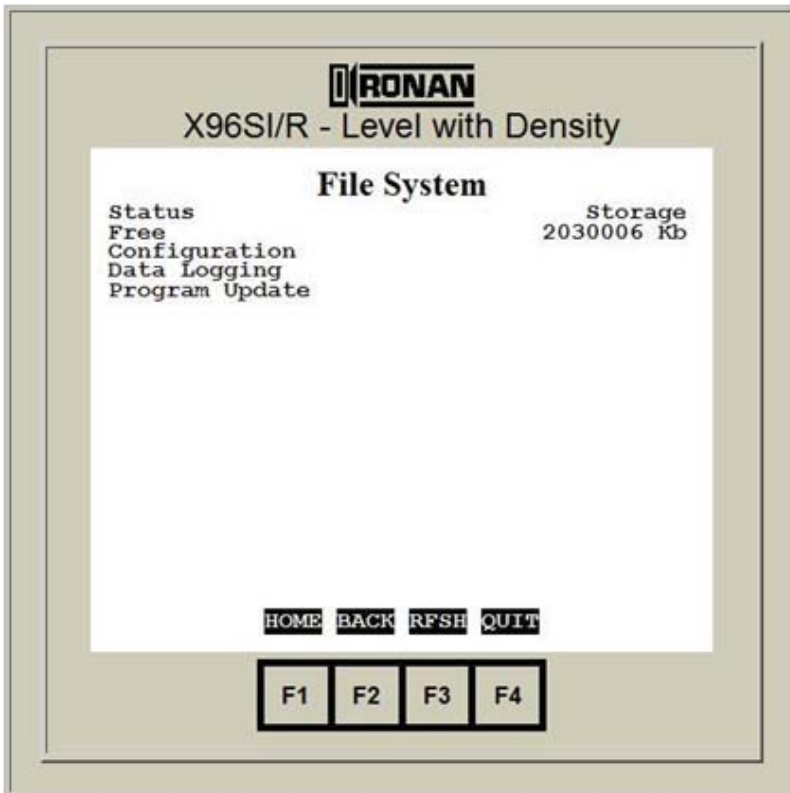 RONAN
X96SI/R - Level with Density
File System
Status Storage
Free 2030006 Kb
Configuration
Data Logging
Program Update
HOME BACK RFSH QUIT
F1 F2 F3 F4